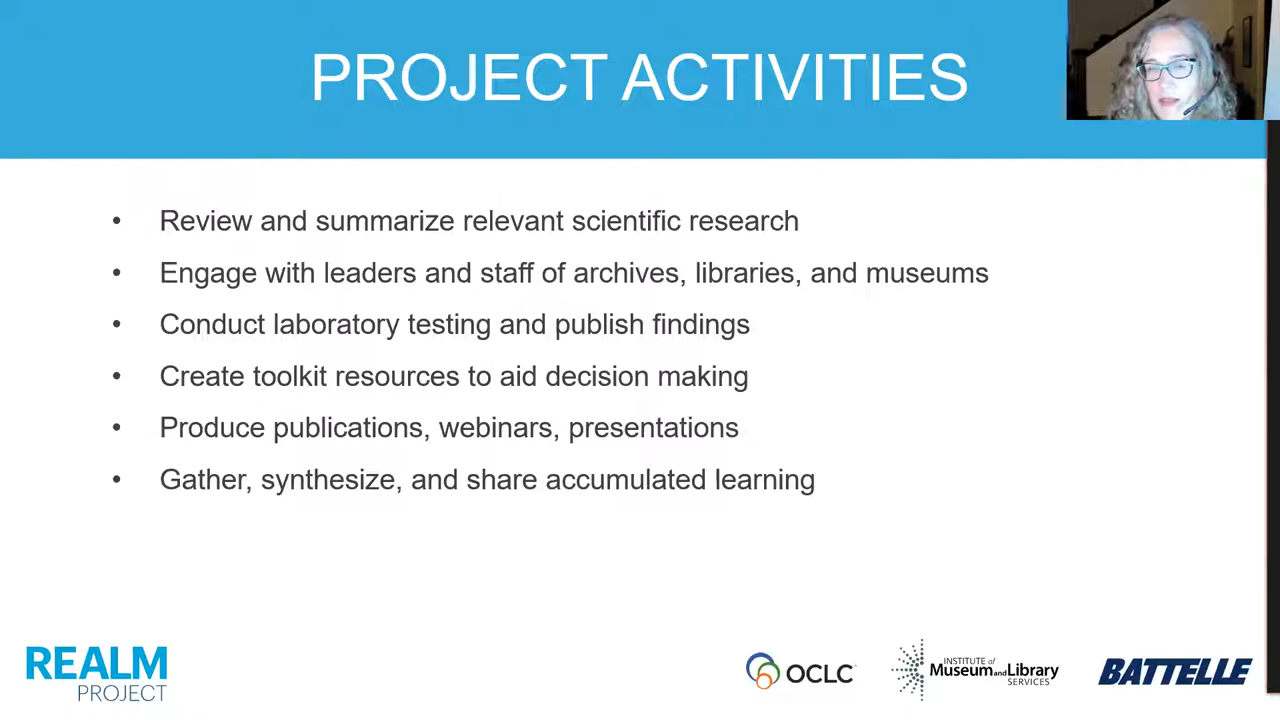 PROJECT ACTIVITIES
• Review and summarize relevant scientific research
• Engage with leaders and staff of archives, libraries, and museums
• Conduct laboratory testing and publish findings
• Create toolkit resources to aid decision making
• Produce publications, webinars, presentations
• Gather, synthesize, and share accumulated learning
REALM
PROJECT
OCLC
INSTITUTE of
Museum and Library
SERVICES
BATTELLE